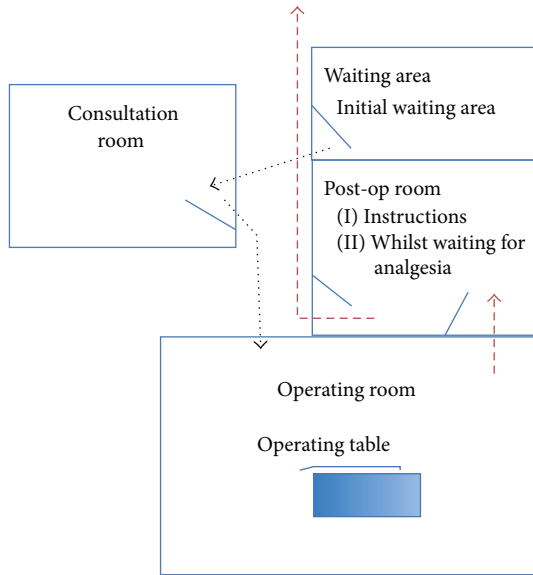 Waiting area
Initial waiting area
Consultation
room
Post-op room
(I) Instructions
(II) Whilst waiting for
analgesia
Operating room
Operating table